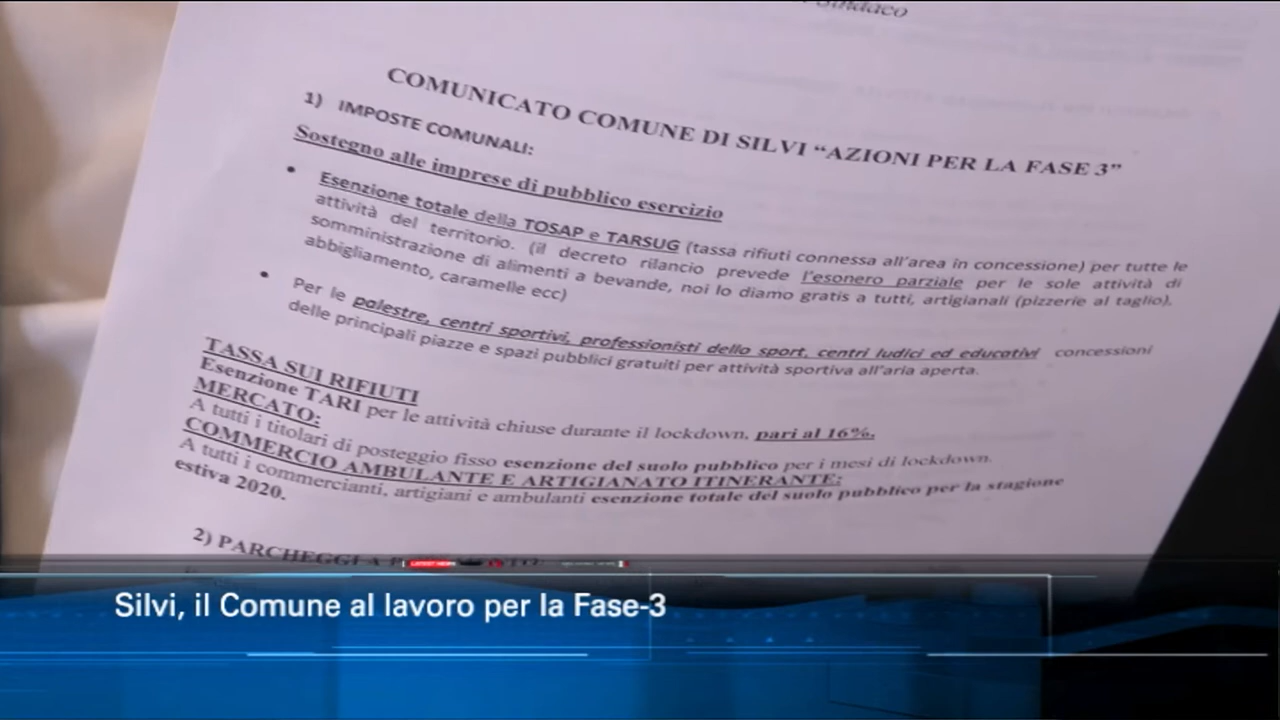 Sindaco
COMUNICATO COMUNE DI SILVI “AZIONI PER LA FASE 3”
1) IMPOSTE COMUNALI:
Sostegno alle imprese di pubblico esercizio
• Esenzione totale della TOSAP e TARSUG (tassa rifiuti connessa all’area in concessione) per tutte le
attività del territorio. (il decreto rilancio prevede l’esonero parziale per le sole attività di
somministrazione di alimenti a bevande, noi lo diamo gratis a tutti, artigianali (pizzerie al taglio),
abbigliamento, caramelle ecc)
• Per le palestre, centri sportivi, professionisti dello sport, centri ludici ed educativi concessioni
delle principali piazze e spazi pubblici gratuiti per attività sportiva all’aria aperta.
TASSA SUI RIFIUTI
Esenzione TARI per le attività chiuse durante il lockdown, pari al 16%.
MERCATO:
A tutti i titolari di posteggio fisso esenzione del suolo pubblico per i mesi di lockdown.
COMMERCIO AMBULANTE E ARTIGIANATO ITINERANTE:
A tutti i commercianti, artigiani e ambulanti esenzione totale del suolo pubblico per la stagione
estiva 2020.
2) PARCHEGGI A
LATEST NEWS
Silvi, il Comune al lavoro per la Fase-3